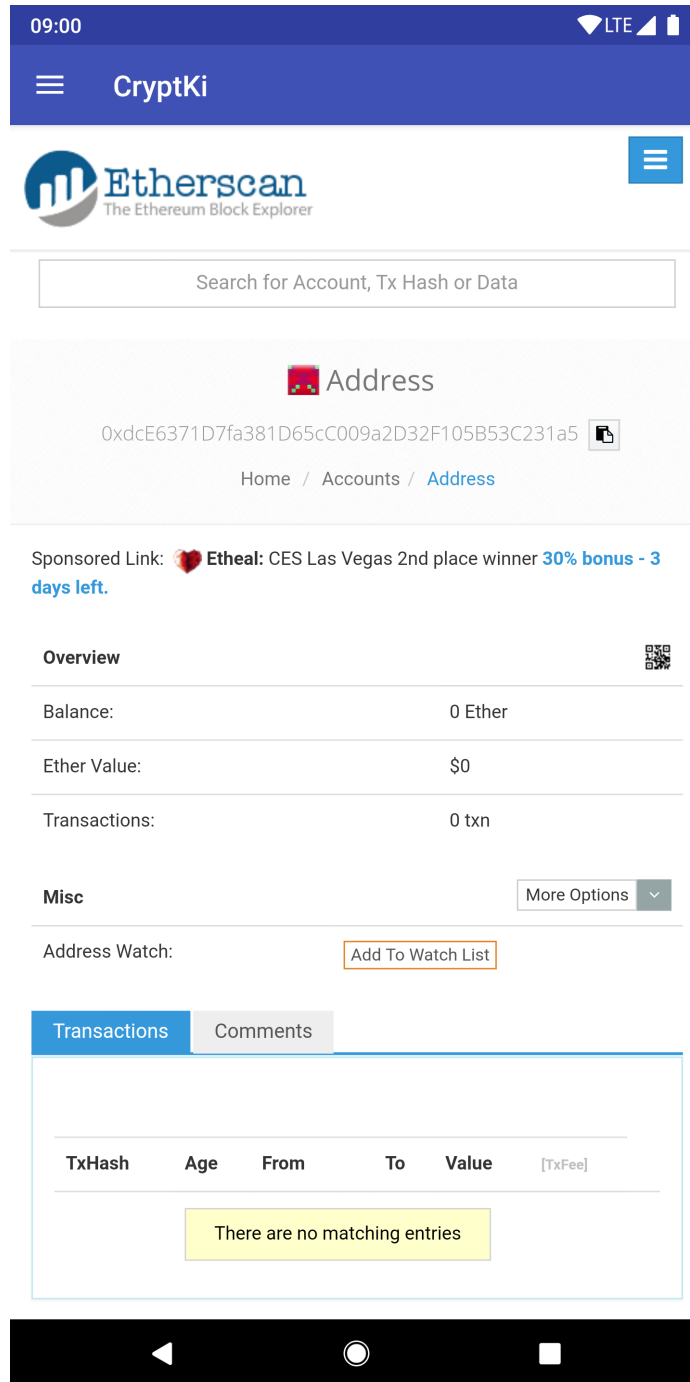 09:00
LTE
CryptKi
Etherscan
The Ethereum Block Explorer
Search for Account, Tx Hash or Data
Address
0xdcE6371D7fa381D65cC009a2D32F105B53C231a5
Home / Accounts / Address
Sponsored Link: Etheal: CES Las Vegas 2nd place winner 30% bonus - 3
days left.
Overview
Balance: 0 Ether
Ether Value: $0
Transactions: 0 txn
Misc More Options
Address Watch: Add To Watch List
Transactions Comments
TxHash Age From To Value [TxFee]
There are no matching entries